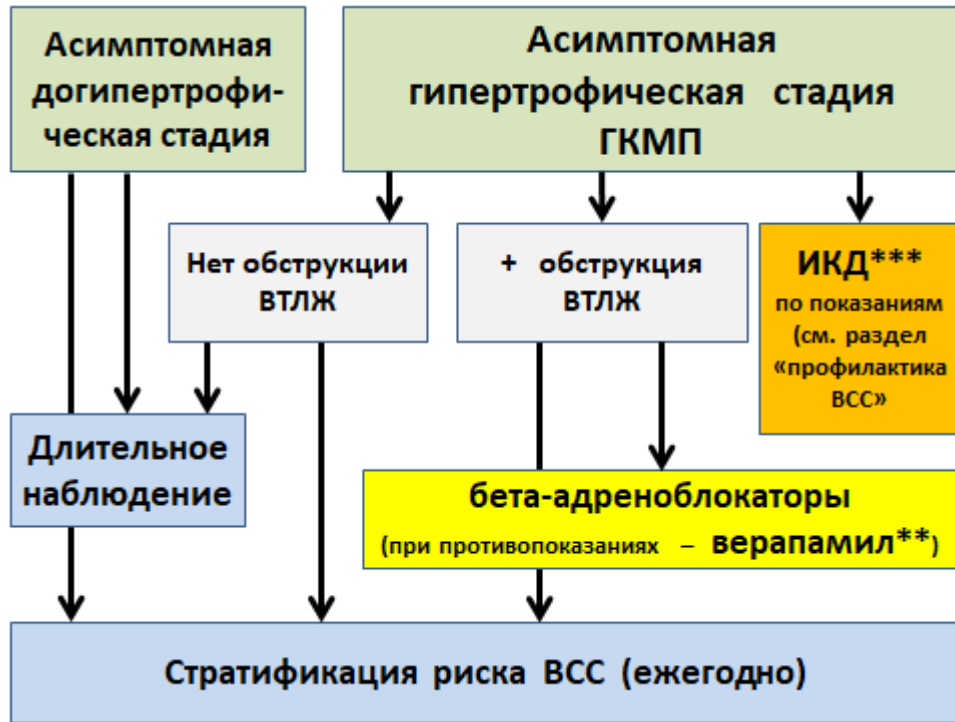 Асимптомная
догипертрофи-
ческая стадия
Асимптомная
гипертрофическая стадия
ГКМП
Нет обструкции
ВТЛЖ
+ обструкция
ВТЛЖ
ИКД***
по показаниям
(см. раздел
«профилактика
ВСС»
Длительное
наблюдение
бета-адреноблокаторы
(при противопоказаниях – верапамил**)
Стратификация риска ВСС (ежегодно)